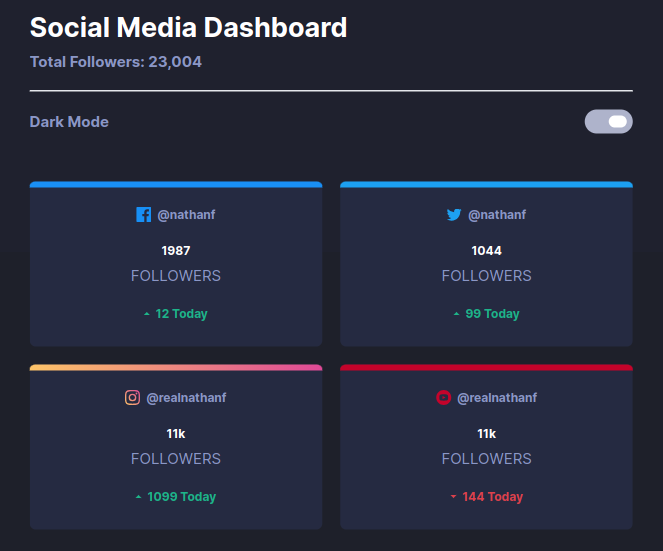 Social Media Dashboard
Total Followers: 23,004
Dark Mode
@nathanf
1987
FOLLOWERS
12 Today
@nathanf
1044
FOLLOWERS
99 Today
@realnathanf
11k
FOLLOWERS
1099 Today
@realnathanf
11k
FOLLOWERS
144 Today